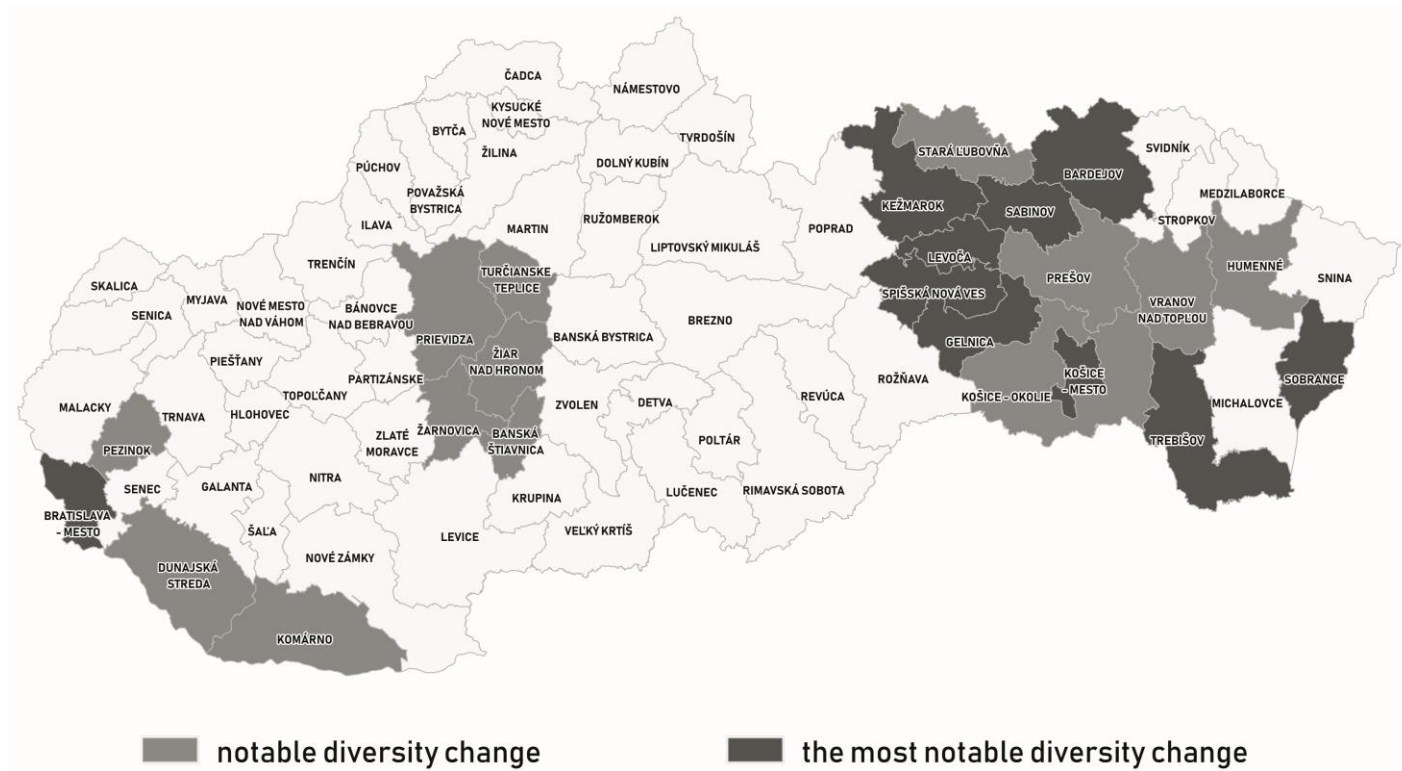 ČADCA
NÁMESTOVO
KYSUCKÉ
NOVÉ MESTO
BYTČA
TVRDOŠÍN
ŽILINA
DOLNÝ KUBÍN
PÚCHOV
POVAŽSKÁ
BYSTRICA
STARÁ ĽUBOVŇA
SVIDNÍK
BARDEJOV
MEDZILABORCE
KEŽMAROK
SABINOV
STROPKOV
ILAVA
MARTIN
RUŽOMBEROK
LIPTOVSKÝ MIKULÁŠ
POPRAD
TRENČÍN
LEVOČA
PREŠOV
HUMENNÉ
SNINA
TURČIANSKE
TEPLICE
SKALICA
MYJAVA
SENICA
NOVÉ MESTO
NAD VÁHOM
BÁNOVCE
NAD BEBRAVOU
SPIŠSKÁ NOVÁ VES
VRANOV
NAD TOPĽOU
PRIEVIDZA
BANSKÁ BYSTRICA
BREZNO
GELNICA
ŽIAR
NAD HRONOM
PIEŠŤANY
PARTIZÁNSKE
TOPOĽČANY
ROŽŇAVA
KOŠICE
- MESTO
SOBRANCE
KOŠICE - OKOLIE
MICHALOVCE
MALACKY
TRNAVA
HLOHOVEC
ZVOLEN
DETVA
REVÚCA
ŽARNOVICA
BANSKÁ
ŠTIAVNICA
ZLATÉ
MORAVCE
POLTÁR
TREBIŠOV
PEZINOK
SENEC
GALANTA
NITRA
KRUPINA
LUČENEC
RIMAVSKÁ SOBOTA
BRATISLAVA
- MESTO
ŠAĽA
LEVICE
VEĽKÝ KRTÍŠ
NOVÉ ZÁMKY
DUNAJSKÁ
STREDA
KOMÁRNO
notable diversity change
the most notable diversity change